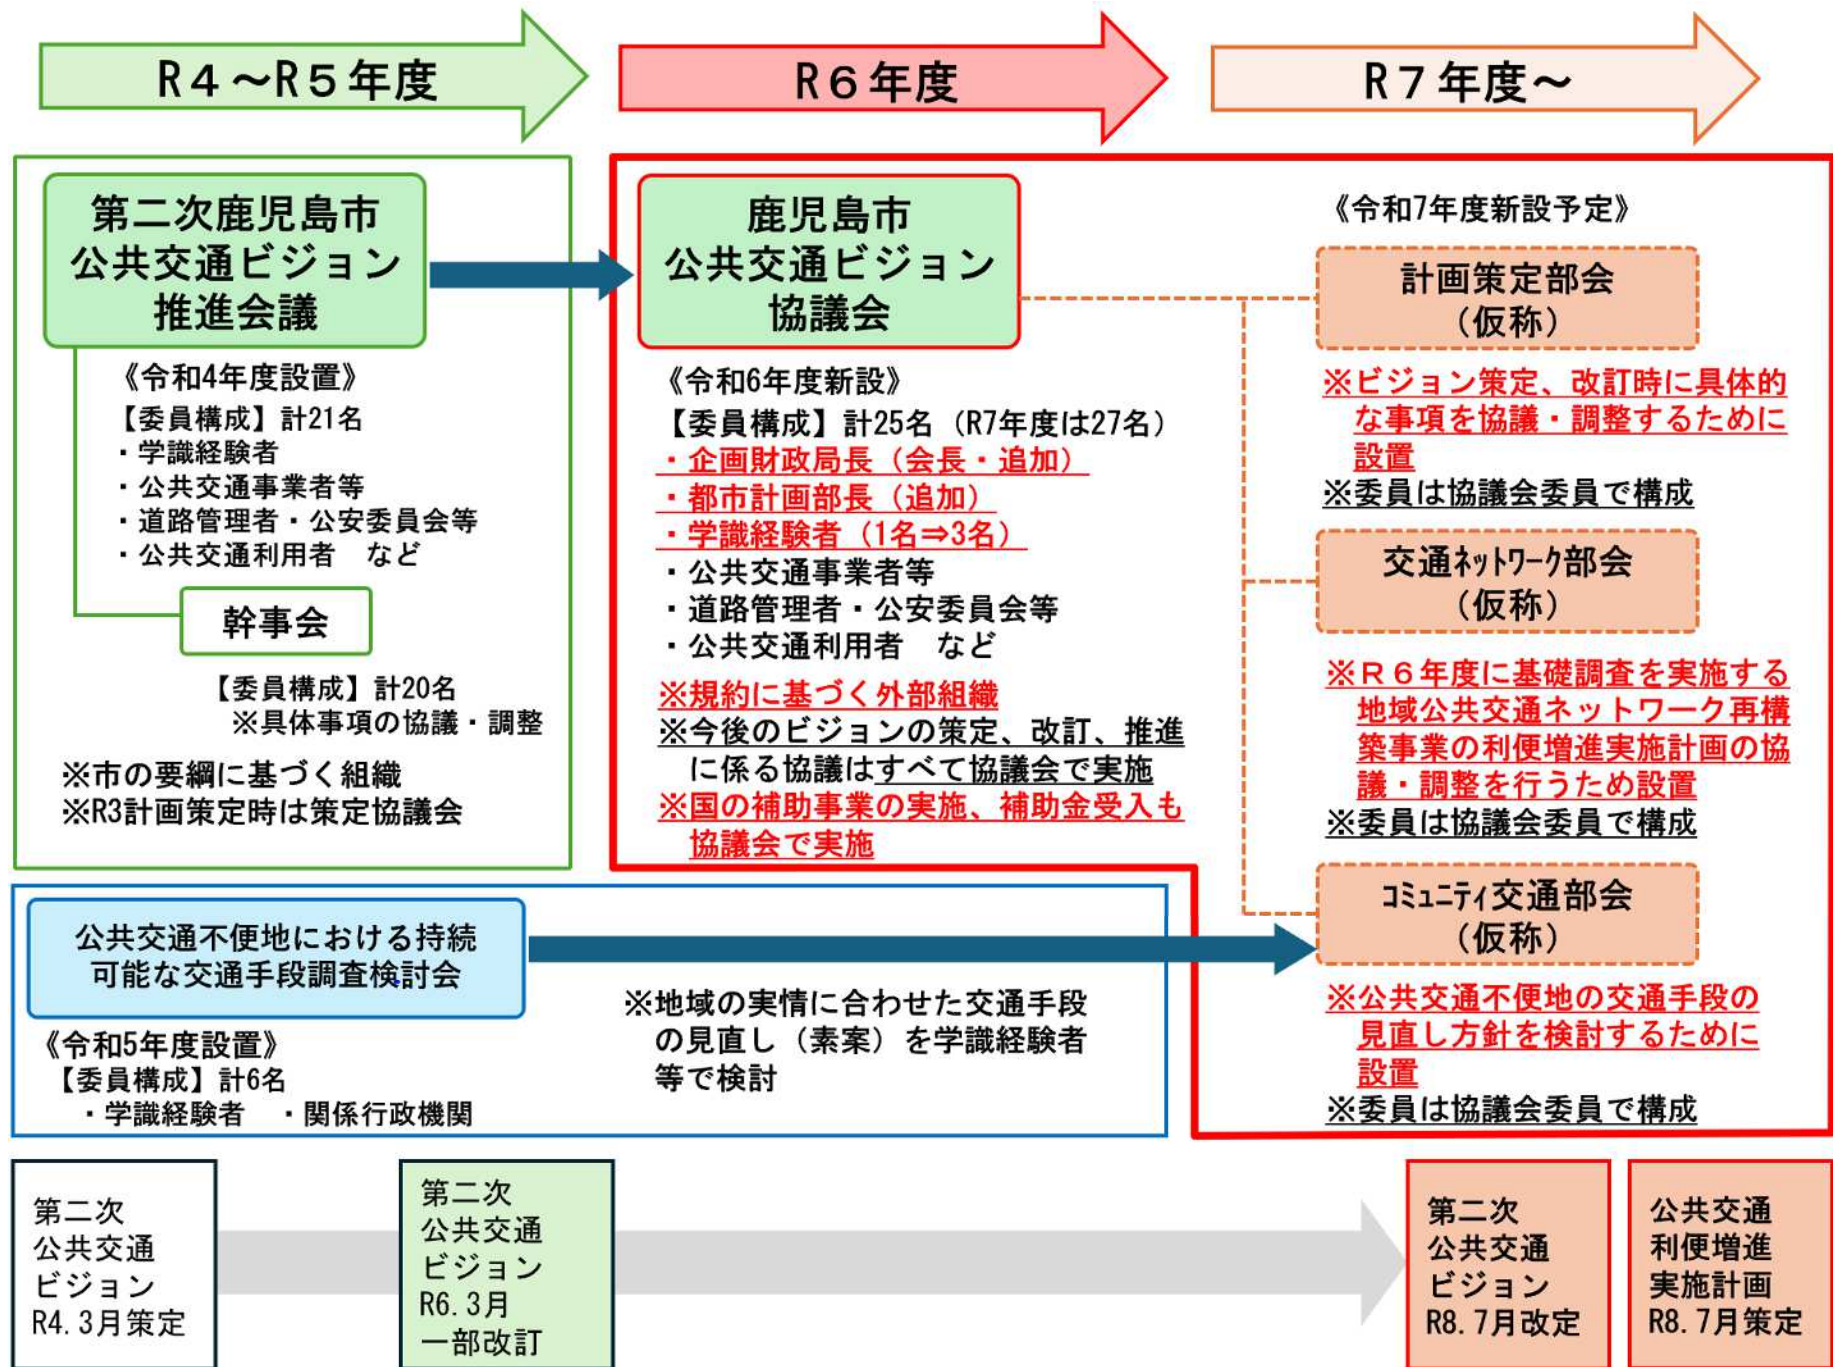 R4～R5年度
R6年度
R7年度～
第二次鹿児島市
公共交通ビジョン
推進会議
《令和4年度設置》
【委員構成】計21名
・学識経験者
・公共交通事業者等
・道路管理者・公安委員会等
・公共交通利用者　など
幹事会
【委員構成】計20名
※具体事項の協議・調整
※市の要綱に基づく組織
※R3計画策定時は策定協議会
鹿児島市
公共交通ビジョン
協議会
《令和6年度新設》
【委員構成】計25名（R7年度は27名）
・企画財政局長（会長・追加）
・都市計画部長（追加）
・学識経験者（1名⇒3名）
・公共交通事業者等
・道路管理者・公安委員会等
・公共交通利用者　など
※規約に基づく外部組織
※今後のビジョンの策定、改訂、推進
に係る協議はすべて協議会で実施
※国の補助事業の実施、補助金受入も
協議会で実施
《令和7年度新設予定》
計画策定部会
（仮称）
※ビジョン策定、改訂時に具体的
な事項を協議・調整するために
設置
※委員は協議会委員で構成
交通ﾈｯﾄﾜｰｸ部会
（仮称）
※R６年度に基礎調査を実施する
地域公共交通ネットワーク再構
築事業の利便増進実施計画の協
議・調整を行うため設置
※委員は協議会委員で構成
ｺﾐｭﾆﾃｨ交通部会
（仮称）
※公共交通不便地の交通手段の
見直し方針を検討するために
設置
※委員は協議会委員で構成
公共交通不便地における持続
可能な交通手段調査検討会
《令和5年度設置》
【委員構成】計6名
・学識経験者　・関係行政機関
※地域の実情に合わせた交通手段
の見直し（素案）を学識経験者
等で検討
第二次
公共交通
ビジョン
R4.3月策定
第二次
公共交通
ビジョン
R6.3月
一部改訂
第二次
公共交通
ビジョン
R8.7月改定
公共交通
利便増進
実施計画
R8.7月策定